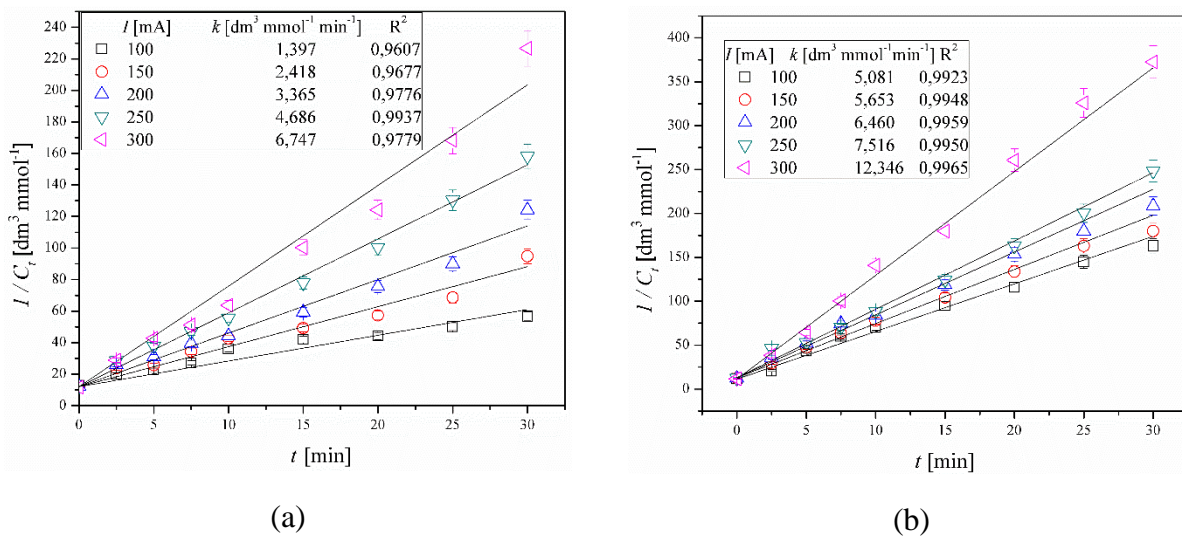 I [mA] k [dm³ mmol⁻¹ min⁻¹] R²
100 1,397 0,9607
150 2,418 0,9677
200 3,365 0,9776
250 4,686 0,9937
300 6,747 0,9779
240
220
200
180
160
140
120
100
80
60
40
20
0
1 / Cₜ [dm³ mmol⁻¹]
0 5 10 15 20 25 30
t [min]
(a)
I [mA] k [dm³ mmol⁻¹min⁻¹] R²
100 5,081 0,9923
150 5,653 0,9948
200 6,460 0,9959
250 7,516 0,9950
300 12,346 0,9965
400
350
300
250
200
150
100
50
0
1 / Cₜ [dm³ mmol⁻¹]
0 5 10 15 20 25 30
t [min]
(b)